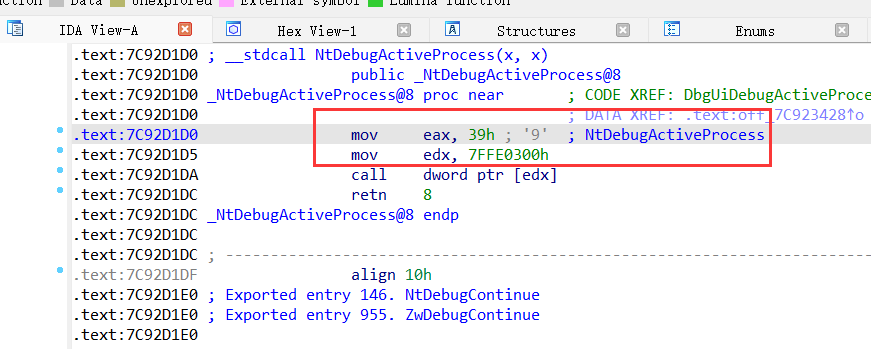 Data Unexplored External symbol Lumina function
IDA View-A Hex View-1 Structures Enums
.text:7C92D1D0 ; __stdcall NtDebugActiveProcess(x, x)
.text:7C92D1D0 public _NtDebugActiveProcess@8
.text:7C92D1D0 _NtDebugActiveProcess@8 proc near ; CODE XREF: DbgUiDebugActiveProce
.text:7C92D1D0 ; DATA XREF: .text:off_7C923428↑o
.text:7C92D1D0 mov eax, 39h ; '9' ; NtDebugActiveProcess
.text:7C92D1D5 mov edx, 7FFE0300h
.text:7C92D1DA call dword ptr [edx]
.text:7C92D1DC retn 8
.text:7C92D1DC _NtDebugActiveProcess@8 endp
.text:7C92D1DC
.text:7C92D1DC ; ---------------------------------------------------------------------------
.text:7C92D1DF align 10h
.text:7C92D1E0 ; Exported entry 146. NtDebugContinue
.text:7C92D1E0 ; Exported entry 955. ZwDebugContinue
.text:7C92D1E0